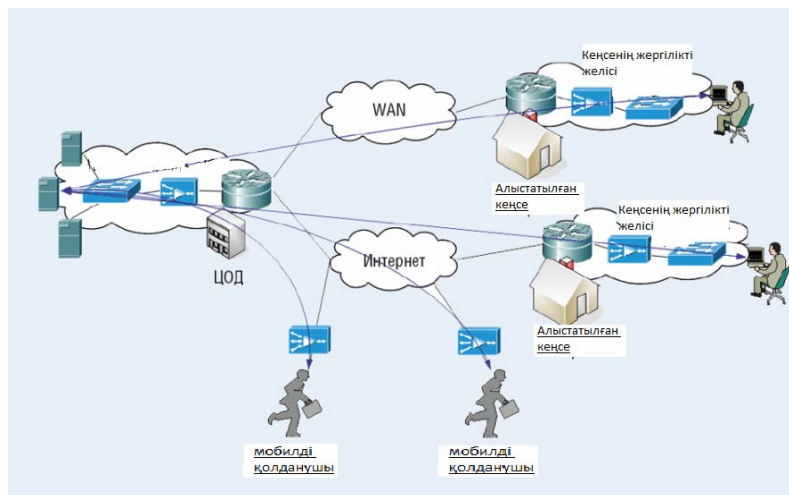 Кеңсенің жергілікті
желісі
WAN
Алыстатылған
кеңсе
Кеңсенің жергілікті
желісі
Интернет
ЦОД
Алыстатылған
кеңсе
мобилді
қолданушы
мобилді
қолданушы